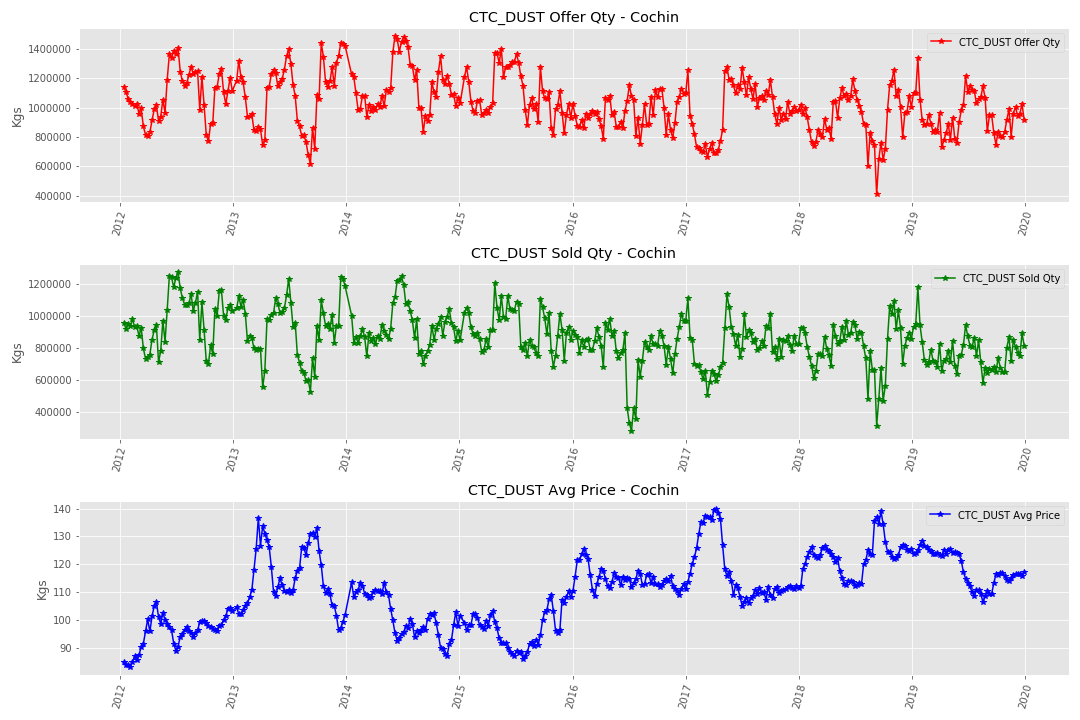 CTC_DUST Offer Qty - Cochin
CTC_DUST Offer Qty
1400000
1200000
1000000
800000
600000
400000
Kgs
2012 2013 2014 2015 2016 2017 2018 2019 2020
CTC_DUST Sold Qty - Cochin
CTC_DUST Sold Qty
1200000
1000000
800000
600000
400000
Kgs
2012 2013 2014 2015 2016 2017 2018 2019 2020
CTC_DUST Avg Price - Cochin
CTC_DUST Avg Price
140
130
120
110
100
90
Kgs
2012 2013 2014 2015 2016 2017 2018 2019 2020